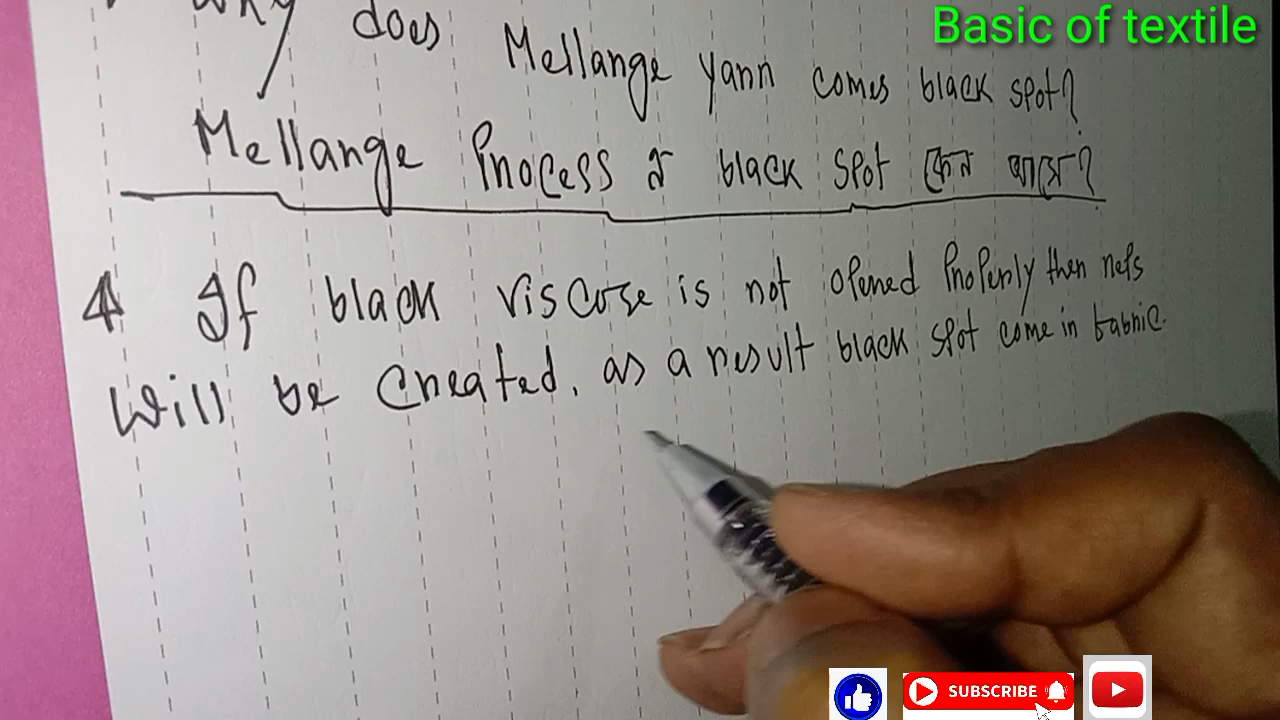 Basic of textile
Why does Mellange yarn comes black spot?
Mellange Process এ black spot কেন আসে?
If black viscose is not opened Properly then neps
will be created, as a result black spot come in fabric.
SUBSCRIBE